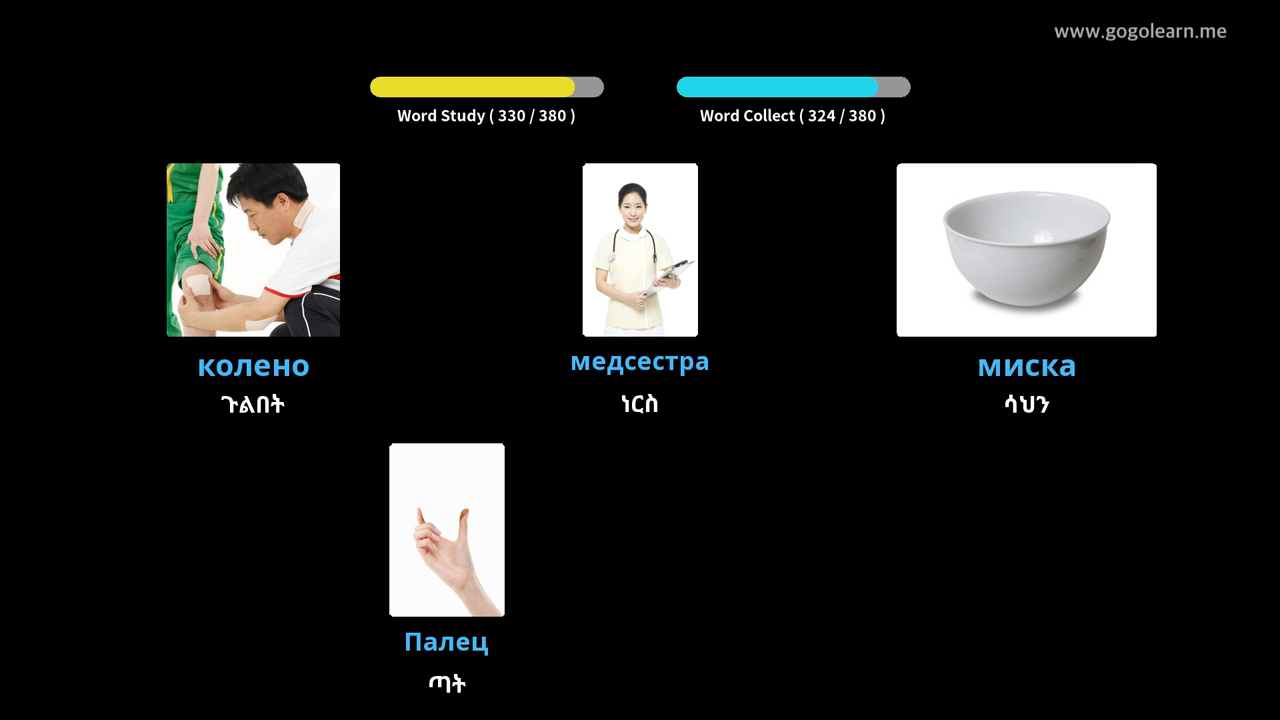 www.gogolearn.me
Word Study ( 330 / 380 )
Word Collect ( 324 / 380 )
колено
ጉልበት
медсестра
ነርስ
миска
ሳህን
Палец
ጣት